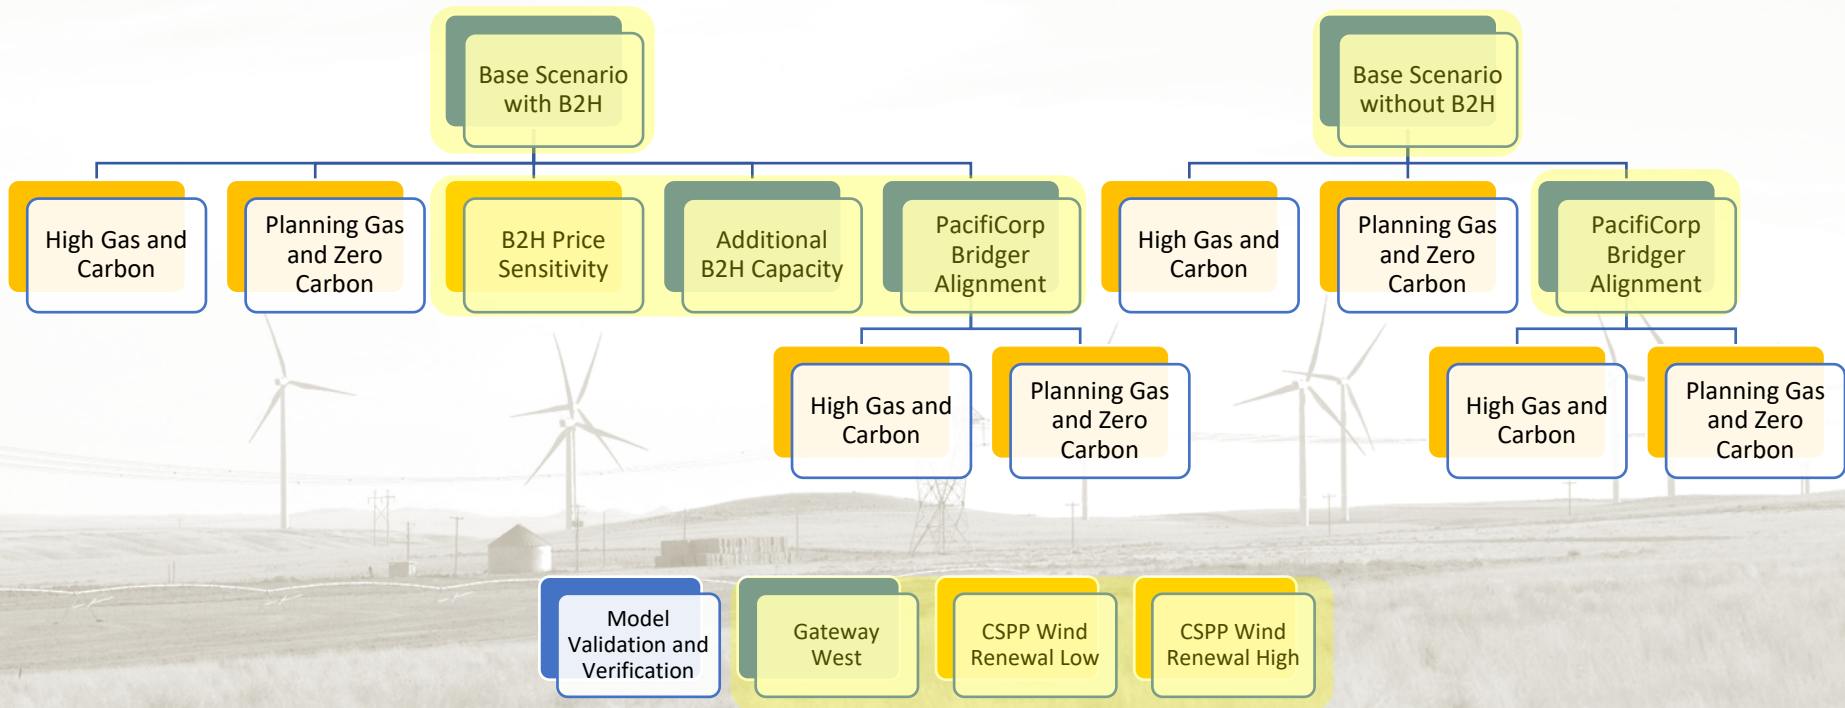 Base Scenario
with B2H
Base Scenario
without B2H
High Gas and
Carbon
Planning Gas
and Zero
Carbon
B2H Price
Sensitivity
Additional
B2H Capacity
PacifiCorp
Bridger
Alignment
High Gas and
Carbon
Planning Gas
and Zero
Carbon
PacifiCorp
Bridger
Alignment
High Gas and
Carbon
Planning Gas
and Zero
Carbon
High Gas and
Carbon
Planning Gas
and Zero
Carbon
Model
Validation and
Verification
Gateway
West
CSPP Wind
Renewal Low
CSPP Wind
Renewal High